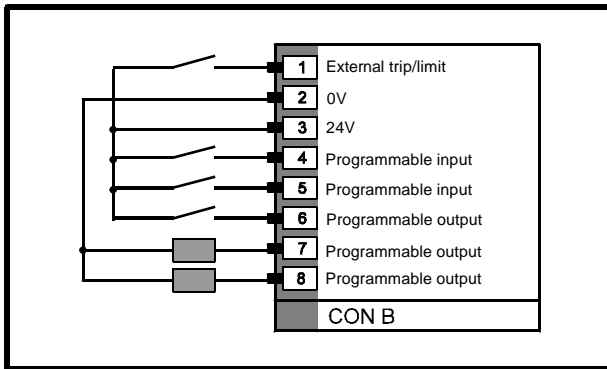 1 External trip/limit
2 0V
3 24V
4 Programmable input
5 Programmable input
6 Programmable output
7 Programmable output
8 Programmable output
CON B